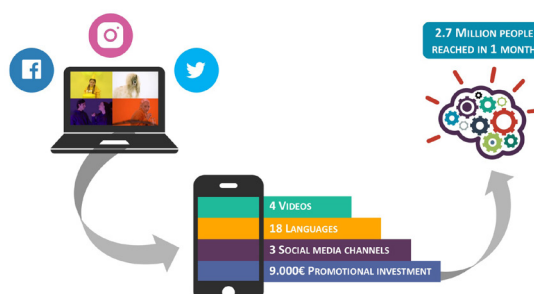 2.7 MILLION PEOPLE
REACHED IN 1 MONTH
4 VIDEOS
18 LANGUAGES
3 SOCIAL MEDIA CHANNELS
9.000€ PROMOTIONAL INVESTMENT